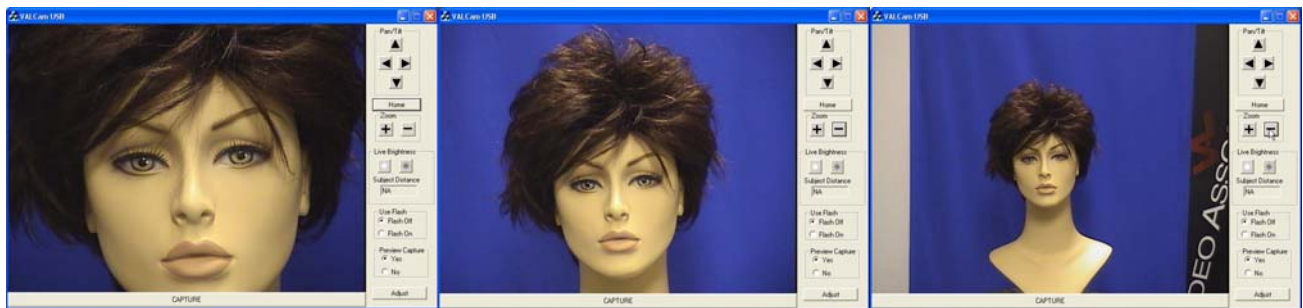 VALCam USB
Pan/Tilt
Home
Zoom
Live Brightness
Subject Distance
NA
Use Flash
Flash Off
Flash On
Preview Capture
Yes
No
Adjust
CAPTURE
VALCam USB
Pan/Tilt
Home
Zoom
Live Brightness
Subject Distance
NA
Use Flash
Flash Off
Flash On
Preview Capture
Yes
No
Adjust
CAPTURE
VALCam USB
DEO ASSO
Pan/Tilt
Home
Zoom
Live Brightness
Subject Distance
NA
Use Flash
Flash Off
Flash On
Preview Capture
Yes
No
Adjust
CAPTURE